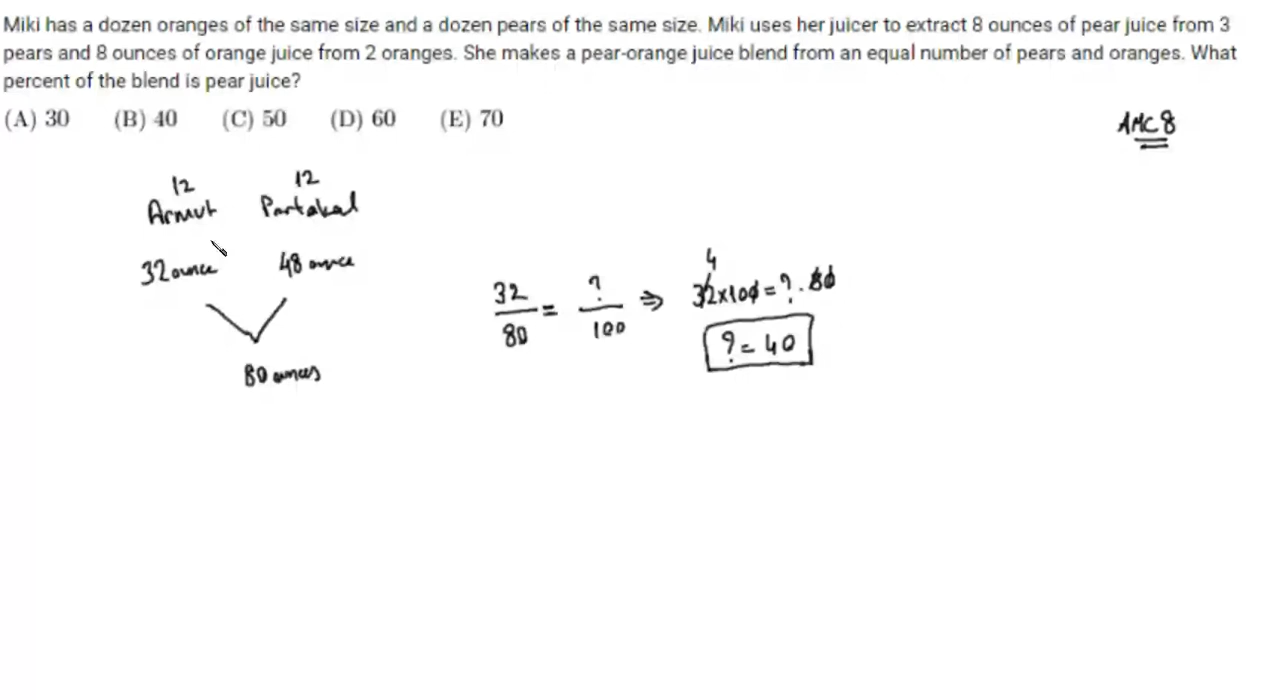 Miki has a dozen oranges of the same size and a dozen pears of the same size. Miki uses her juicer to extract 8 ounces of pear juice from 3
pears and 8 ounces of orange juice from 2 oranges. She makes a pear-orange juice blend from an equal number of pears and oranges. What
percent of the blend is pear juice?
(A) 30 (B) 40 (C) 50 (D) 60 (E) 70
AMC 8
12 12
Armut Portakal
32 ounce 48 ounce
80 ounces
32/80 = ?/100 ⇒ 32x100 = ? . 80
4
? = 40